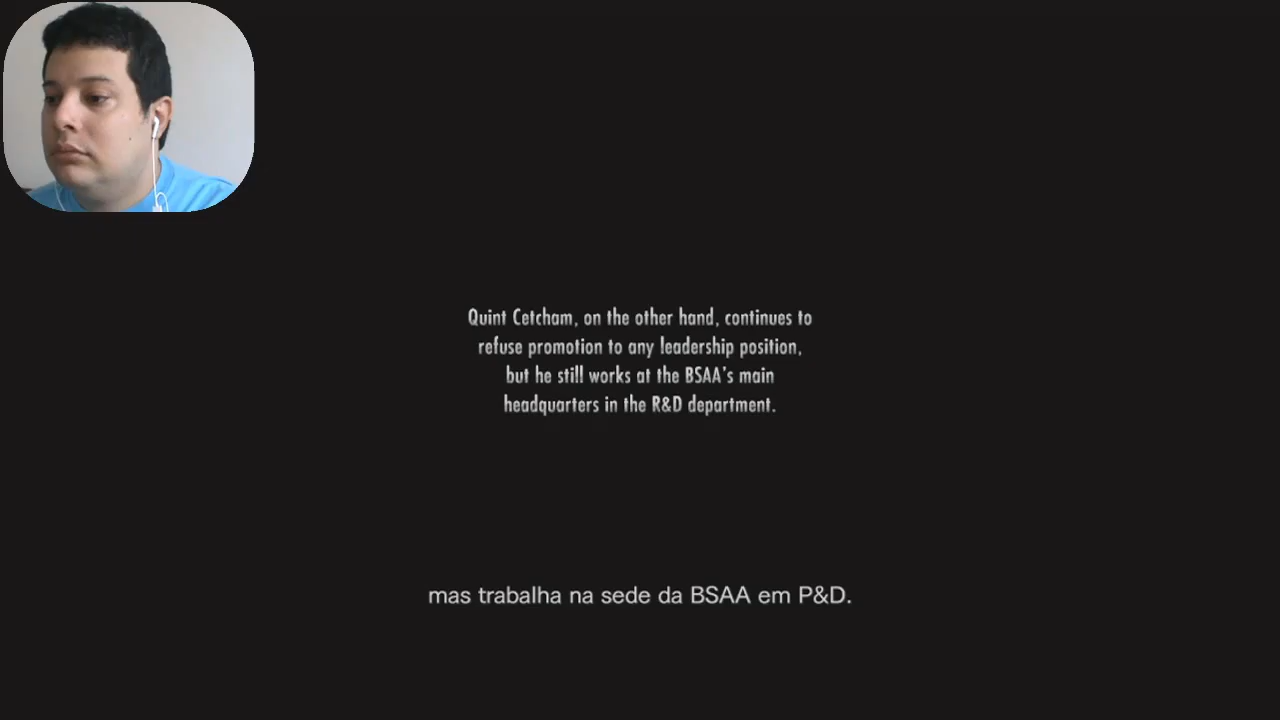 Quint Cetcham, on the other hand, continues to
refuse promotion to any leadership position,
but he still works at the BSAA's main
headquarters in the R&D department.
mas trabalha na sede da BSAA em P&D.